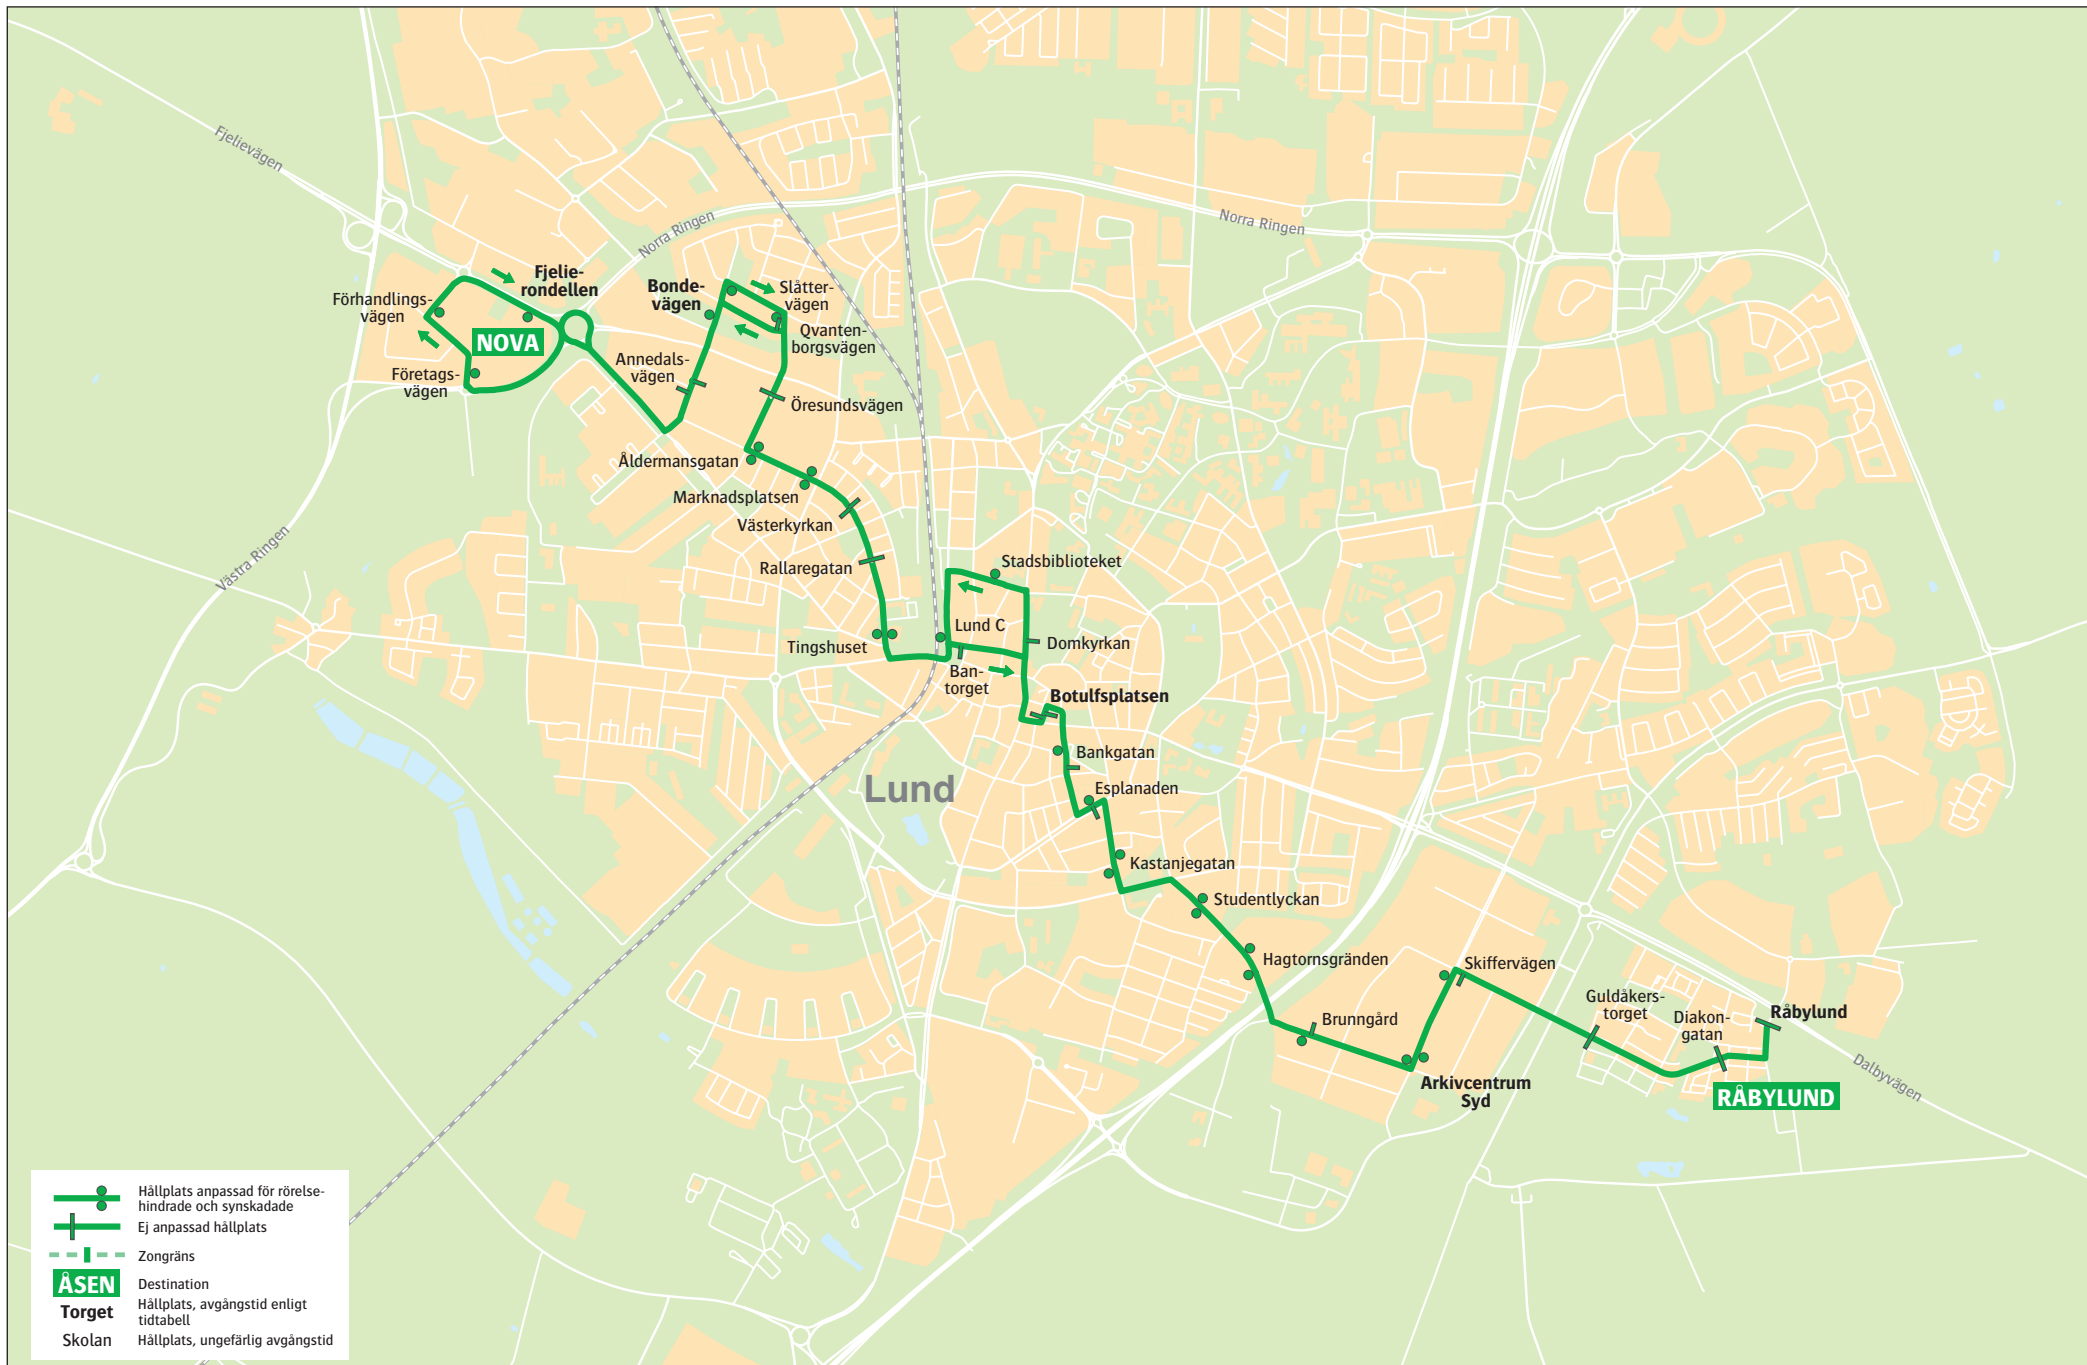 Fjelievägen
Norra Ringen
Norra Ringen
Fjelie-
rondellen
Förhandlings-
vägen
NOVA
Företags-
vägen
Bonde-
vägen
Slåtter-
vägen
Qvanten-
borgsvägen
Annedals-
vägen
Öresundsvägen
Åldermansgatan
Marknadsplatsen
Västerkyrkan
Rallaregatan
Västra Ringen
Stadsbiblioteket
Lund C
Tingshuset
Domkyrkan
Ban-
torget
Botulfsplatsen
Bankgatan
Lund
Esplanaden
Kastanjegatan
Studentlyckan
Hagtornsgränden
Skiffervägen
Brunngård
Guldåkers-
torget
Diakon-
gatan
Råbylund
Arkivcentrum
Syd
RÅBYLUND
Dalbyvägen
Hållplats anpassad för rörelse-
hindrade och synskadade
Ej anpassad hållplats
Zongräns
ÅSEN Destination
Torget Hållplats, avgångstid enligt
tidtabell
Skolan Hållplats, ungefärlig avgångstid